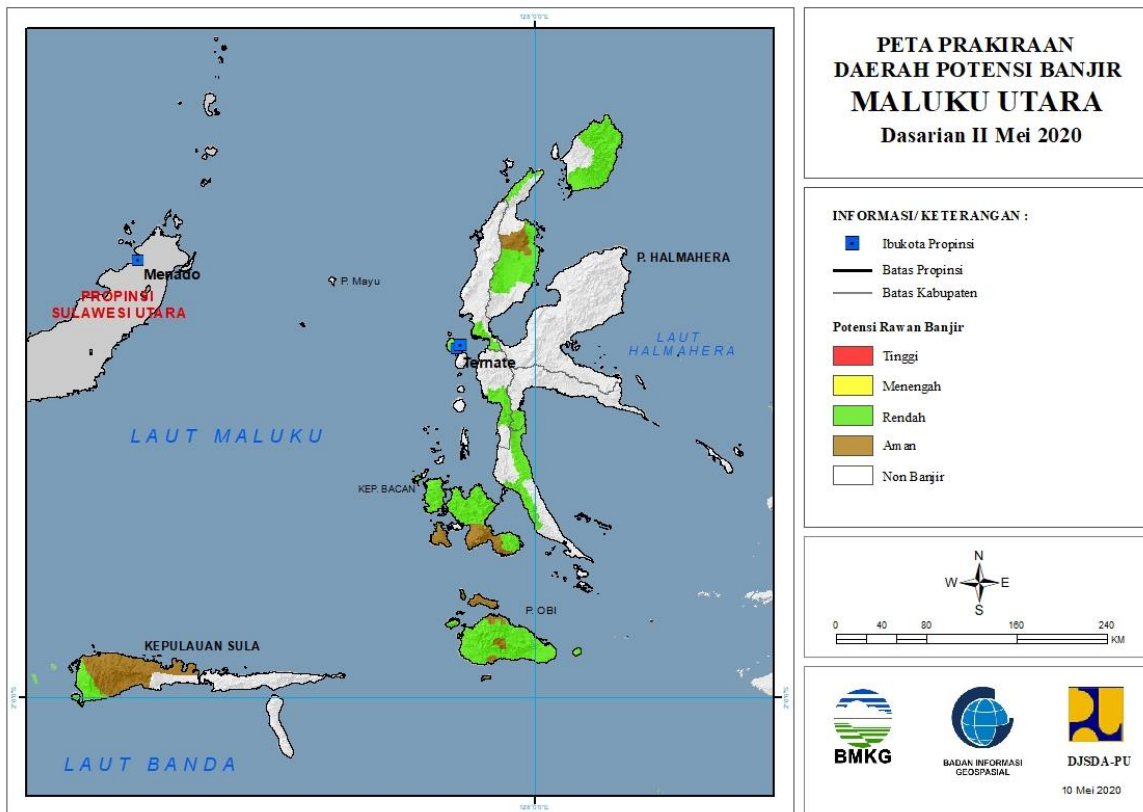 PETA PRAKIRAAN
DAERAH POTENSI BANJIR
MALUKU UTARA
Dasarian II Mei 2020
INFORMASI/ KETERANGAN :
Ibukota Propinsi
Batas Propinsi
Batas Kabupaten
Potensi Rawan Banjir
Tinggi
Menengah
Rendah
Aman
Non Banjir
N
W E
S
0 40 80 160 240
KM
BMKG
BADAN INFORMASI
GEOSPASIAL
DJSDA-PU
10 Mei 2020
Menado
PROPINSI
SULAWESI UTARA
P. Mayu
P. HALMAHERA
LAUT
HALMAHERA
Ternate
LAUT MALUKU
KEP. BACAN
P. OBI
KEPULAUAN SULA
LAUT BANDA